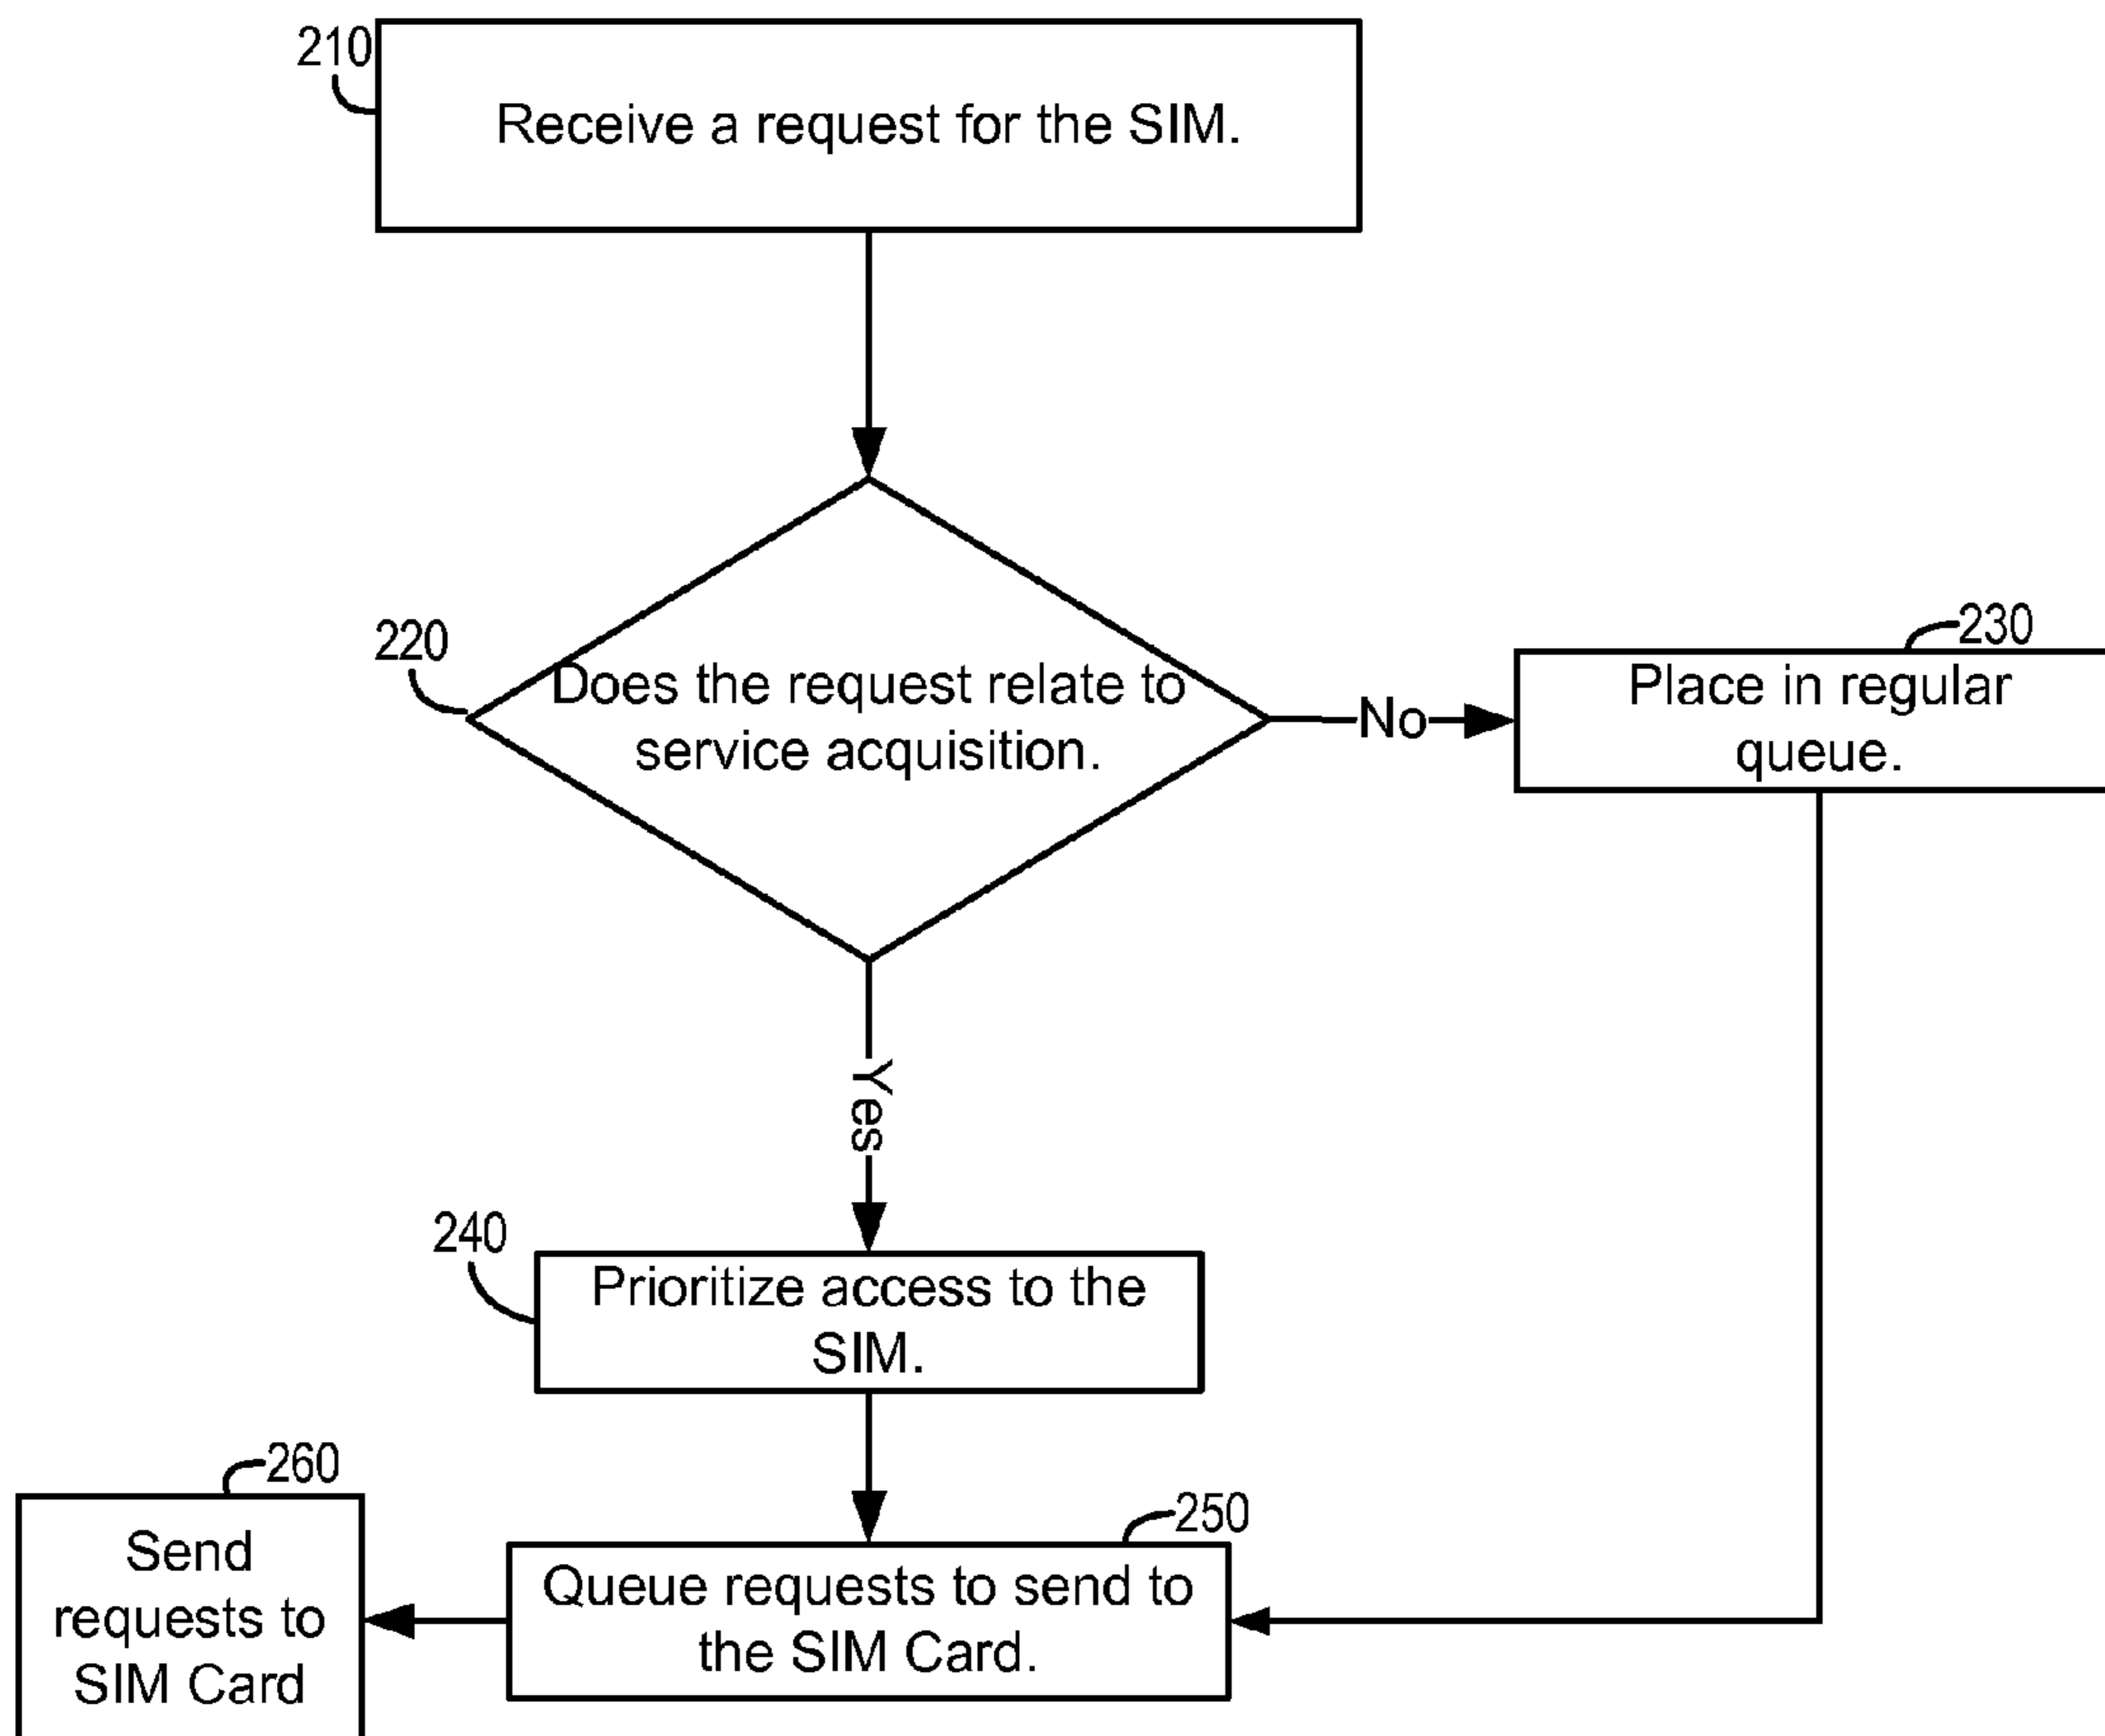 210
Receive a request for the SIM.
220
Does the request relate to
service acquisition.
No
230
Place in regular
queue.
Yes
240
Prioritize access to the
SIM.
250
Queue requests to send to
the SIM Card.
260
Send
requests to
SIM Card